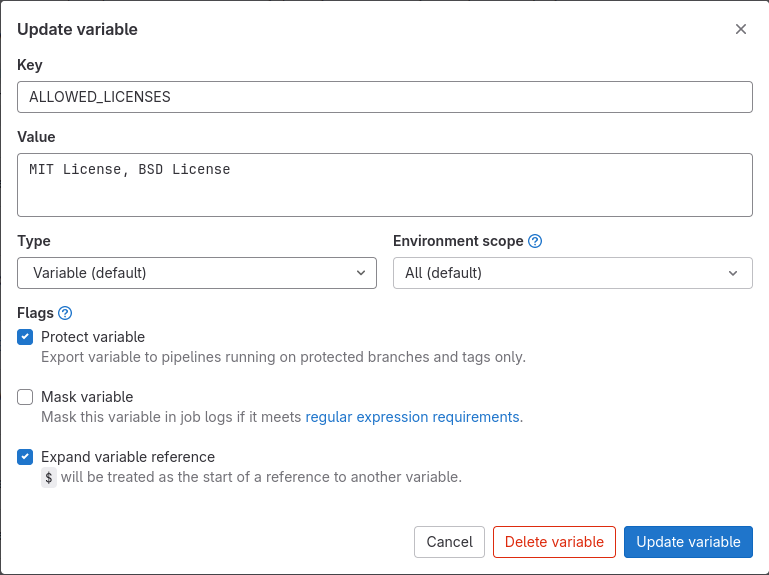 Update variable
Key
ALLOWED_LICENSES
Value
MIT License, BSD License
Type
Environment scope
Variable (default)
All (default)
Flags
Protect variable
Export variable to pipelines running on protected branches and tags only.
Mask variable
Mask this variable in job logs if it meets regular expression requirements.
Expand variable reference
$ will be treated as the start of a reference to another variable.
Cancel
Delete variable
Update variable